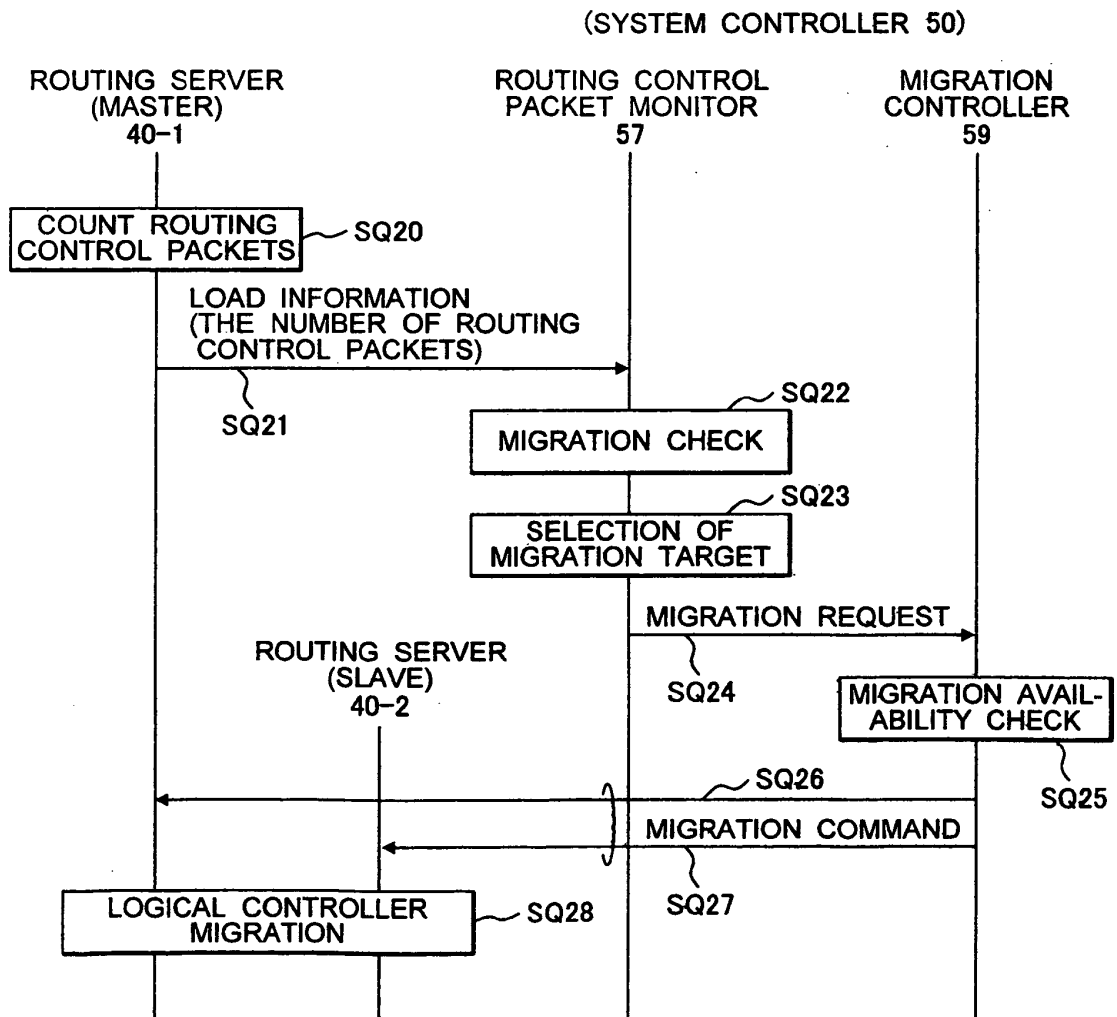 (SYSTEM CONTROLLER 50)
ROUTING SERVER
(MASTER)
40-1
ROUTING CONTROL
PACKET MONITOR
57
MIGRATION
CONTROLLER
59
COUNT ROUTING
CONTROL PACKETS
SQ20
LOAD INFORMATION
(THE NUMBER OF ROUTING
CONTROL PACKETS)
SQ21
SQ22
MIGRATION CHECK
SQ23
SELECTION OF
MIGRATION TARGET
MIGRATION REQUEST
SQ24
ROUTING SERVER
(SLAVE)
40-2
MIGRATION AVAIL-
ABILITY CHECK
SQ25
SQ26
MIGRATION COMMAND
SQ27
LOGICAL CONTROLLER
MIGRATION
SQ28